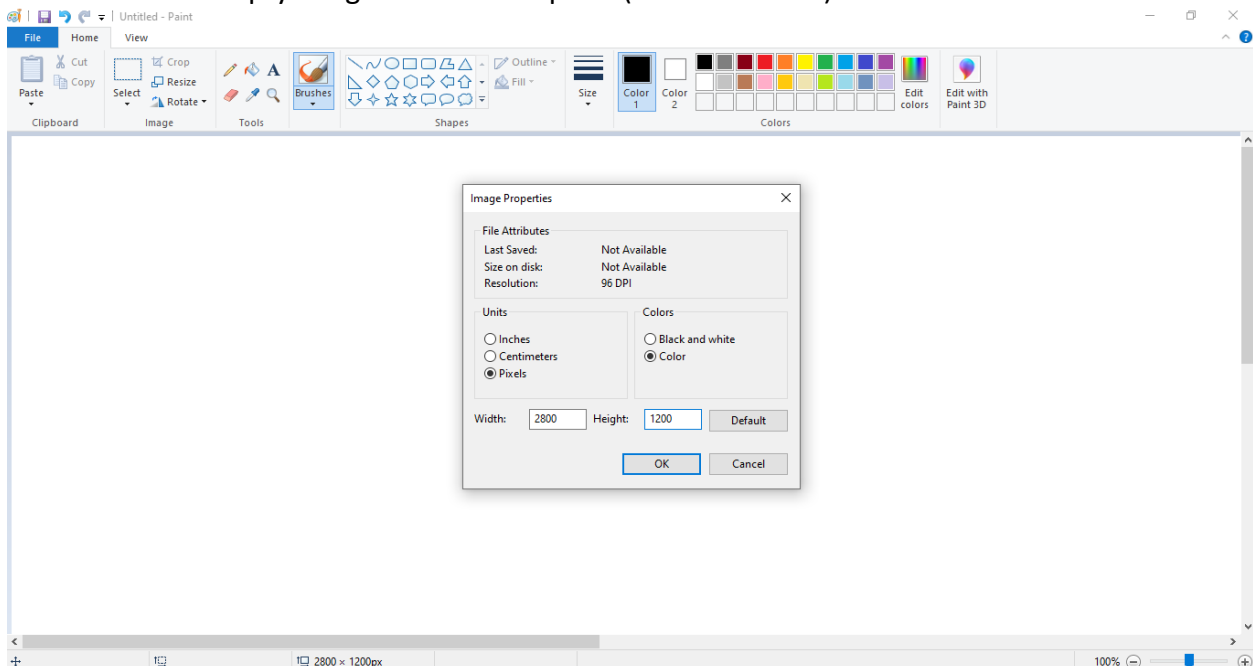 Untitled - Paint
File Home View
Paste
Cut
Copy
Clipboard
Select
Crop
Resize
Rotate
Image
A
Tools
Brushes
Outline
Fill
Shapes
Size
Color 1
Color 2
Colors
Edit colors
Edit with Paint 3D
Image Properties
File Attributes
Last Saved: Not Available
Size on disk: Not Available
Resolution: 96 DPI
Units
Inches
Centimeters
Pixels
Colors
Black and white
Color
Width: 2800 Height: 1200 Default
OK Cancel
2800 × 1200px
100%